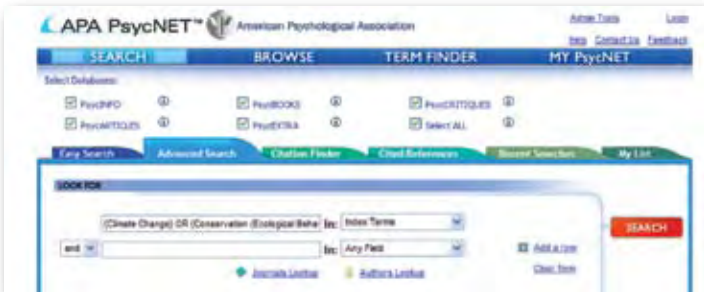 APA PsycNET™ American Psychological Association
Admin Tools Login
Help Contact Us Feedback
SEARCH BROWSE TERM FINDER MY PsycNET
Select Databases:
PsycINFO PsycBOOKS PsycCRITIQUES
PsycARTICLES PsycEXTRA Select ALL
Easy Search Advanced Search Citation Finder Cited References Recent Searches My List
LOOK FOR
(Climate Change) OR (Conservation (Ecological Beha in: Index Terms
SEARCH
and in: Any Field Add a row
Journals Lookup Authors Lookup Clear form